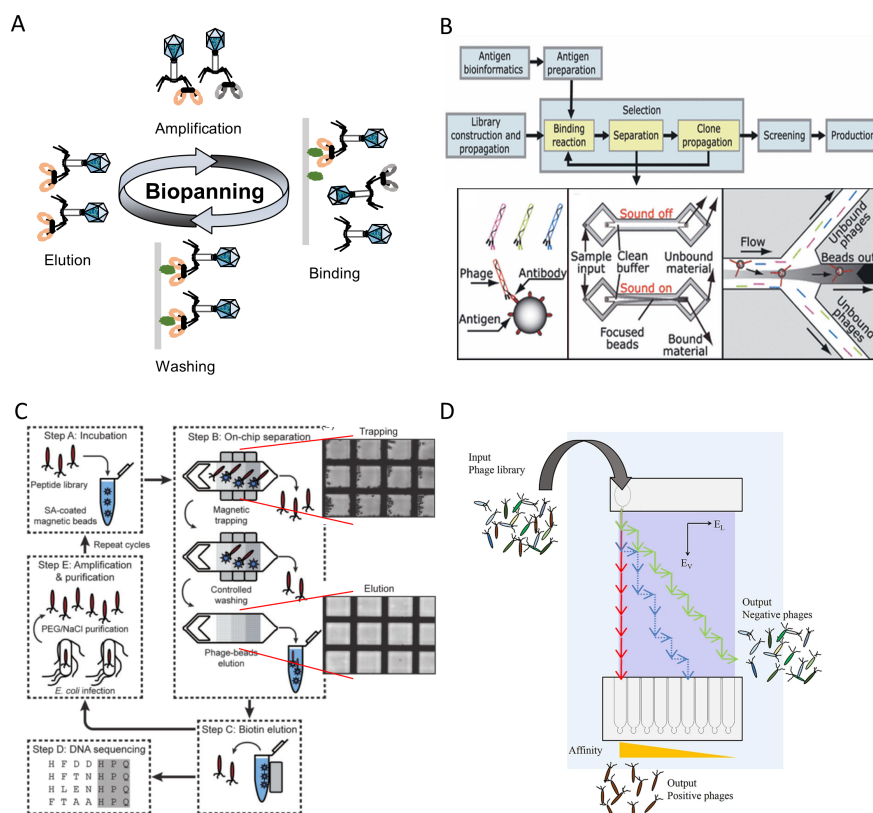 A
Amplification
Biopanning
Elution
Binding
Washing
B
Antigen
bioinformatics
Antigen
preparation
Selection
Library
construction and
propagation
Binding
reaction
Separation
Clone
propagation
Screening
Production
Phage
Antibody
Antigen
Sound off
Sample
input
Clean
buffer
Unbound
material
Sound on
Focused
beads
Bound
material
Flow
Unbound
phages
Beads out
Unbound
phages
C
Step A: Incubation
Peptide library
SA-coated
magnetic beads
Repeat cycles
Step E: Amplification
& purification
PEG/NaCl purification
E. coli infection
Step B: On-chip separation
Magnetic
trapping
Controlled
washing
Phage-beads
elution
Trapping
Elution
Step C: Biotin elution
Step D: DNA sequencing
H F D D H P Q
H F T N H P Q
H L E N H P Q
F T A A H P Q
D
Input
Phage library
E_L
E_V
Output
Negative phages
Affinity
Output
Positive phages